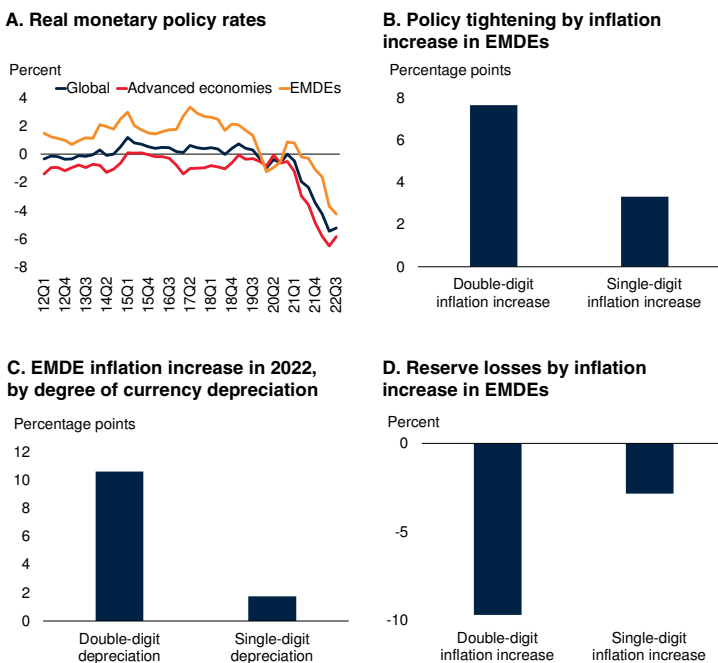 A. Real monetary policy rates
Percent
Global Advanced economies EMDEs
4
2
0
-2
-4
-6
-8
12Q1
12Q4
13Q3
14Q2
15Q1
15Q4
16Q3
17Q2
18Q1
18Q4
19Q3
20Q2
21Q1
21Q4
22Q3
B. Policy tightening by inflation
increase in EMDEs
Percentage points
8
6
4
2
0
Double-digit
inflation increase
Single-digit
inflation increase
C. EMDE inflation increase in 2022,
by degree of currency depreciation
Percentage points
12
10
8
6
4
2
0
Double-digit
depreciation
Single-digit
depreciation
D. Reserve losses by inflation
increase in EMDEs
Percent
0
-5
-10
Double-digit
inflation increase
Single-digit
inflation increase